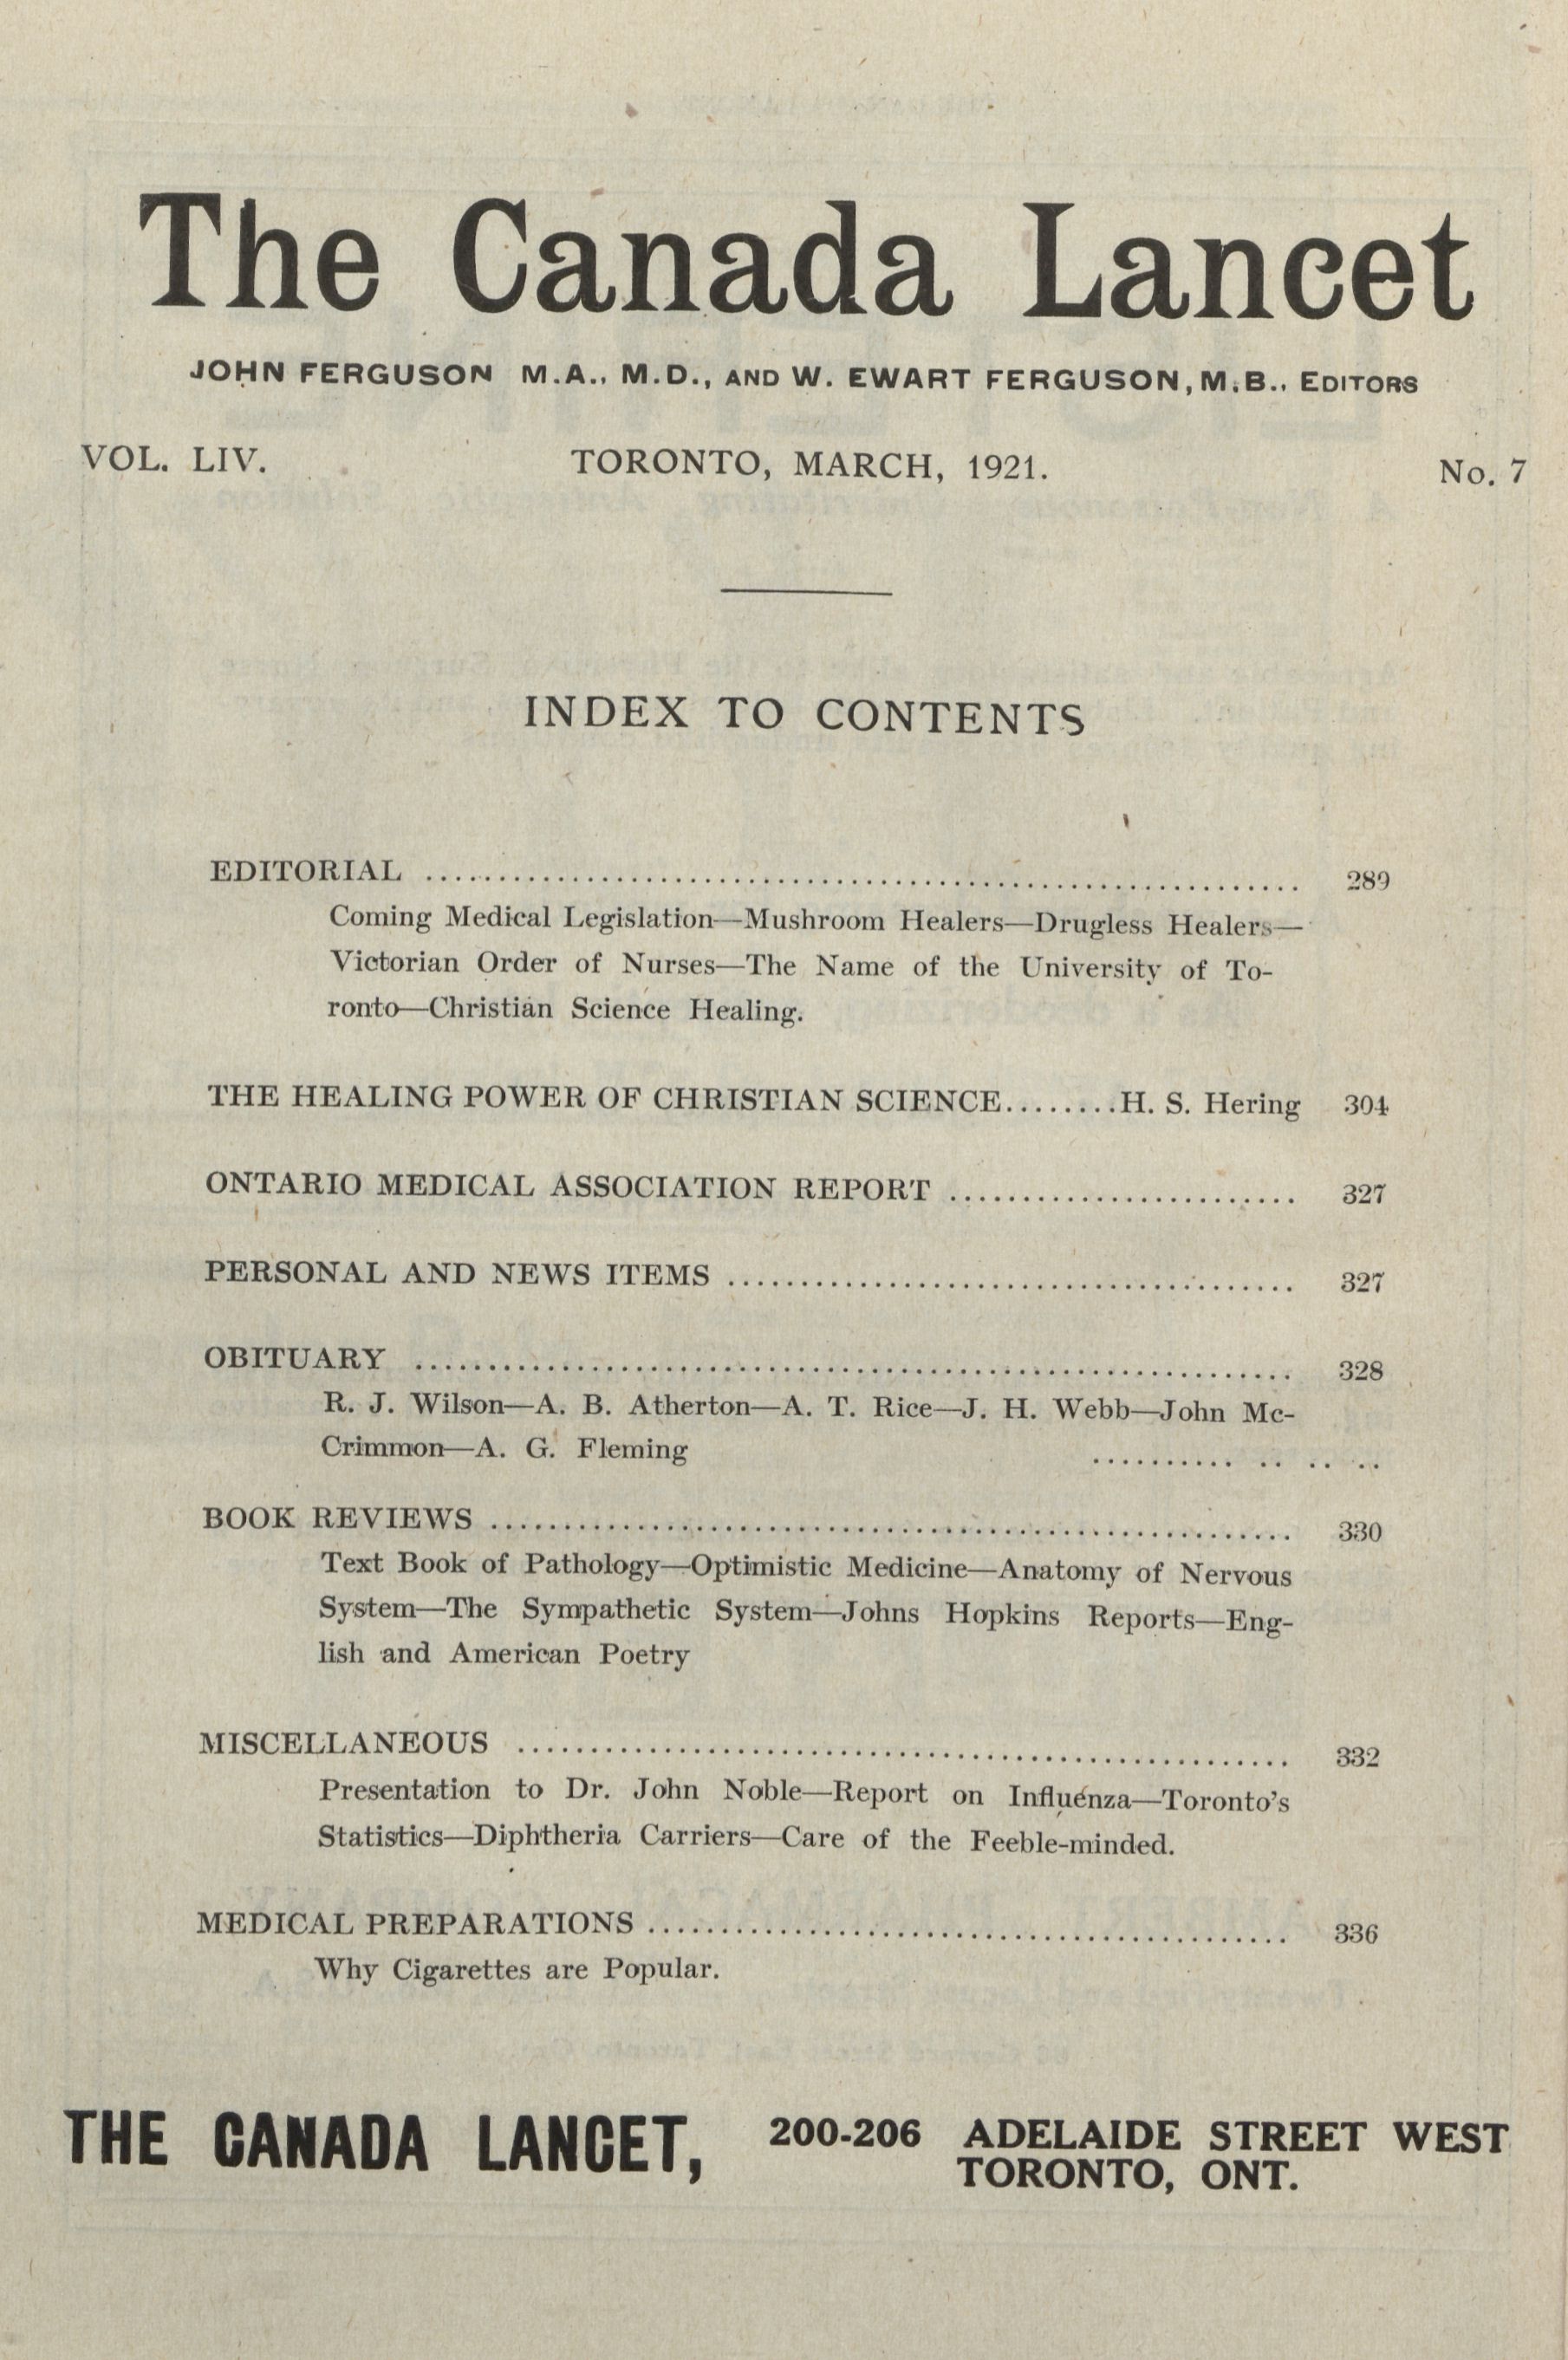 The Canada Lancet
JOHN FERGUSON M.A., M.D., AND W. EWART FERGUSON, M.B., EDITORS
VOL. LIV. TORONTO, MARCH, 1921. No. 7
INDEX TO CONTENTS
EDITORIAL ............................................................ 289
Coming Medical Legislation—Mushroom Healers—Drugless Healers—
Victorian Order of Nurses—The Name of the University of To-
ronto—Christian Science Healing.
THE HEALING POWER OF CHRISTIAN SCIENCE........H. S. Hering 304
ONTARIO MEDICAL ASSOCIATION REPORT ........................ 327
PERSONAL AND NEWS ITEMS ....................................... 327
OBITUARY ............................................................ 328
R. J. Wilson—A. B. Atherton—A. T. Rice—J. H. Webb—John Mc-
Crimmon—A. G. Fleming .......... .. .. ..
BOOK REVIEWS ....................................................... 330
Text Book of Pathology—Optimistic Medicine—Anatomy of Nervous
System—The Sympathetic System—Johns Hopkins Reports—Eng-
lish and American Poetry
MISCELLANEOUS ..................................................... 332
Presentation to Dr. John Noble—Report on Influenza—Toronto's
Statistics—Diphtheria Carriers—Care of the Feeble-minded.
MEDICAL PREPARATIONS ............................................ 336
Why Cigarettes are Popular.
THE CANADA LANCET, 200-206 ADELAIDE STREET WEST
TORONTO, ONT.